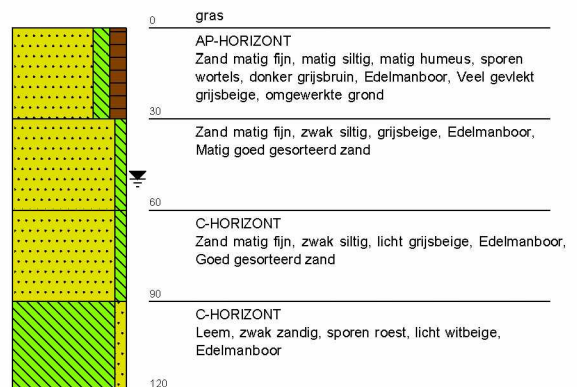 gras
0
AP-HORIZONT
Zand matig fijn, matig siltig, matig humeus, sporen
wortels, donker grijsbruin, Edelmanboor, Veel gevlekt
grijsbeige, omgewerkte grond
30
Zand matig fijn, zwak siltig, grijsbeige, Edelmanboor,
Matig goed gesorteerd zand
60
C-HORIZONT
Zand matig fijn, zwak siltig, licht grijsbeige, Edelmanboor,
Goed gesorteerd zand
90
C-HORIZONT
Leem, zwak zandig, sporen roest, licht witbeige,
Edelmanboor
120